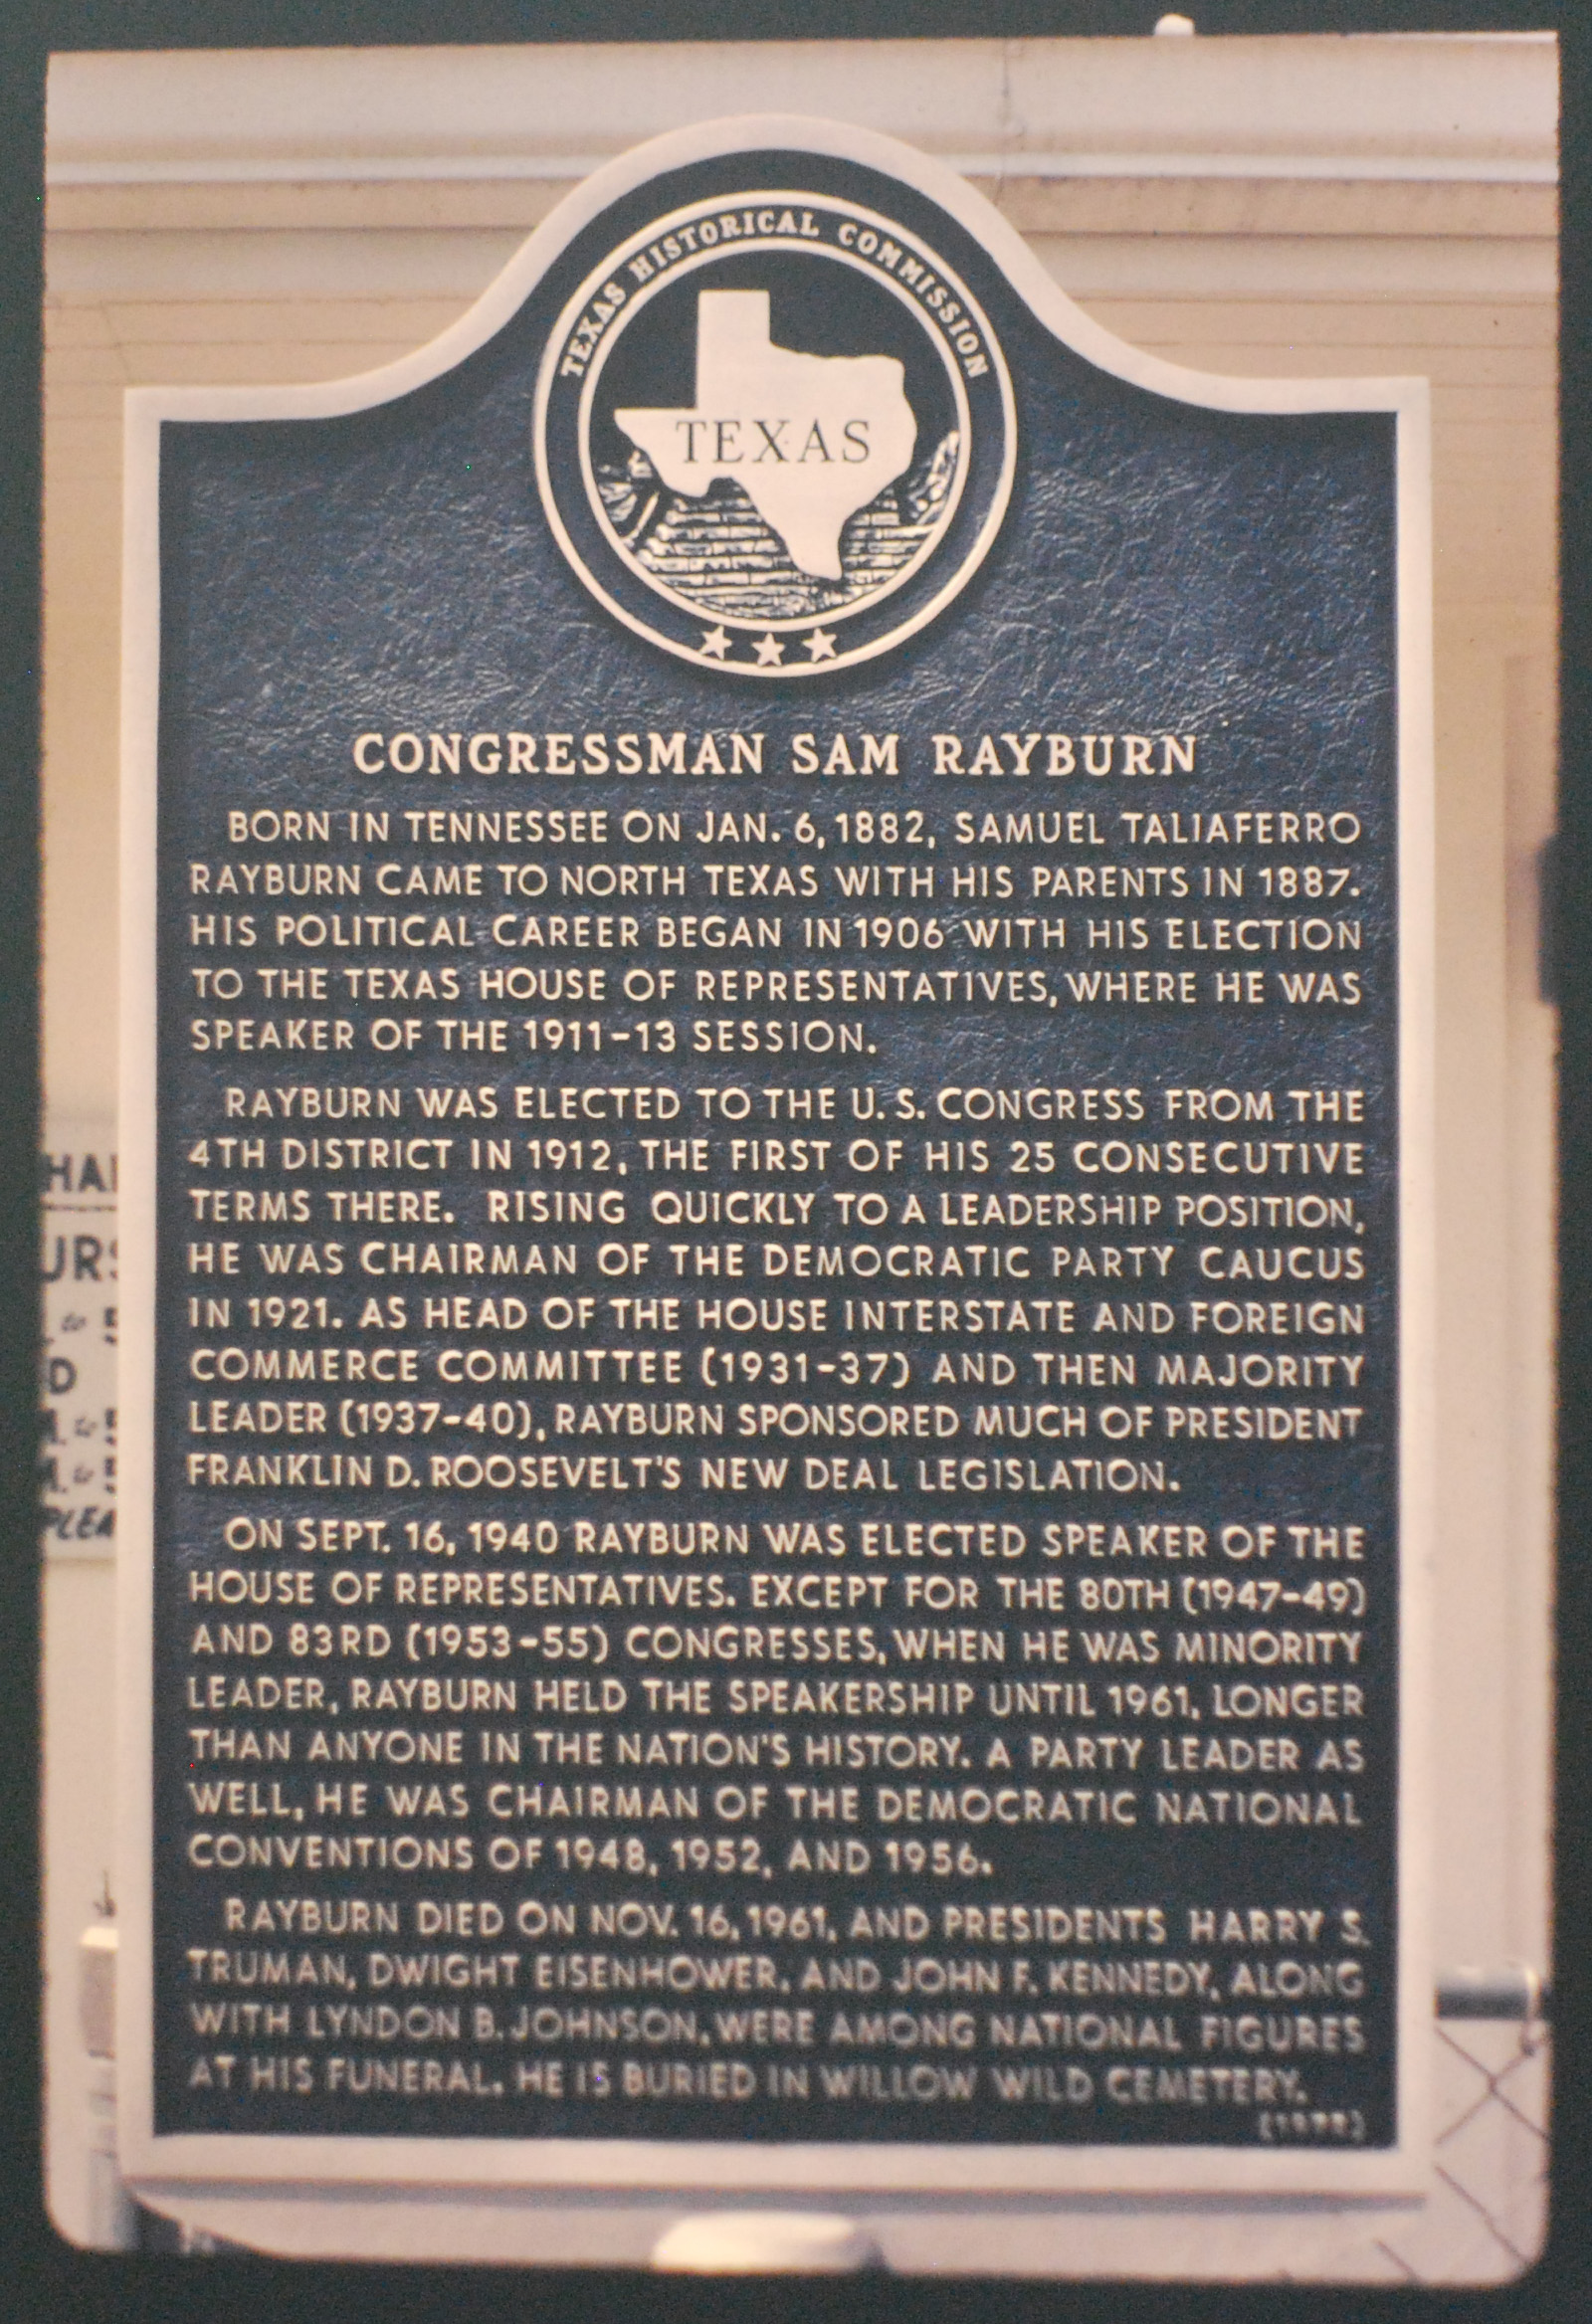 TEXAS HISTORICAL COMMISSION
TEXAS
CONGRESSMAN SAM RAYBURN
BORN IN TENNESSEE ON JAN. 6, 1882, SAMUEL TALIAFERRO
RAYBURN CAME TO NORTH TEXAS WITH HIS PARENTS IN 1887.
HIS POLITICAL CAREER BEGAN IN 1906 WITH HIS ELECTION
TO THE TEXAS HOUSE OF REPRESENTATIVES, WHERE HE WAS
SPEAKER OF THE 1911-13 SESSION.
RAYBURN WAS ELECTED TO THE U. S. CONGRESS FROM THE
4TH DISTRICT IN 1912, THE FIRST OF HIS 25 CONSECUTIVE
TERMS THERE. RISING QUICKLY TO A LEADERSHIP POSITION,
HE WAS CHAIRMAN OF THE DEMOCRATIC PARTY CAUCUS
IN 1921. AS HEAD OF THE HOUSE INTERSTATE AND FOREIGN
COMMERCE COMMITTEE (1931-37) AND THEN MAJORITY
LEADER (1937-40), RAYBURN SPONSORED MUCH OF PRESIDENT
FRANKLIN D. ROOSEVELT'S NEW DEAL LEGISLATION.
ON SEPT. 16, 1940 RAYBURN WAS ELECTED SPEAKER OF THE
HOUSE OF REPRESENTATIVES. EXCEPT FOR THE 80TH (1947-49)
AND 83RD (1953-55) CONGRESSES, WHEN HE WAS MINORITY
LEADER, RAYBURN HELD THE SPEAKERSHIP UNTIL 1961, LONGER
THAN ANYONE IN THE NATION'S HISTORY. A PARTY LEADER AS
WELL, HE WAS CHAIRMAN OF THE DEMOCRATIC NATIONAL
CONVENTIONS OF 1948, 1952, AND 1956.
RAYBURN DIED ON NOV. 16, 1961, AND PRESIDENTS HARRY S.
TRUMAN, DWIGHT EISENHOWER, AND JOHN F. KENNEDY, ALONG
WITH LYNDON B. JOHNSON, WERE AMONG NATIONAL FIGURES
AT HIS FUNERAL. HE IS BURIED IN WILLOW WILD CEMETERY.